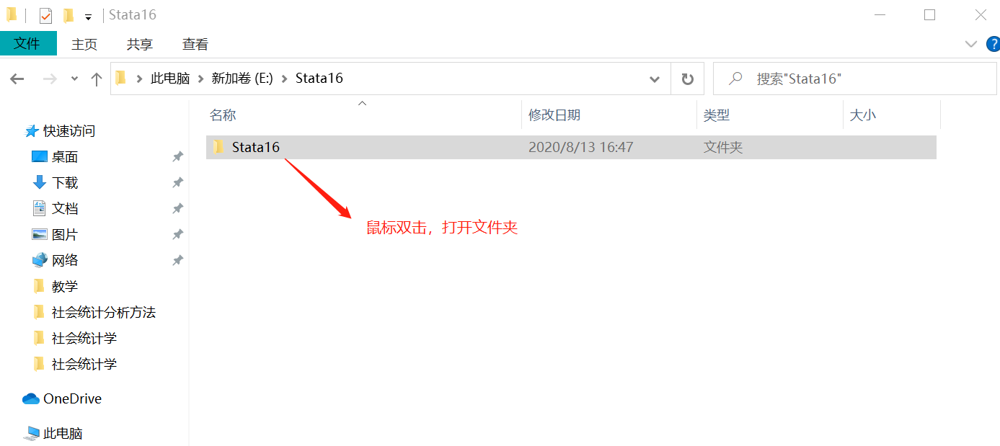 Stata16
文件 主页 共享 查看
此电脑 新加卷 (E:) Stata16 搜索"Stata16"
名称 修改日期 类型 大小
Stata16 2020/8/13 16:47 文件夹
鼠标双击，打开文件夹
快速访问
桌面
下载
文档
图片
网络
教学
社会统计分析方法
社会统计学
社会统计学
OneDrive
此电脑